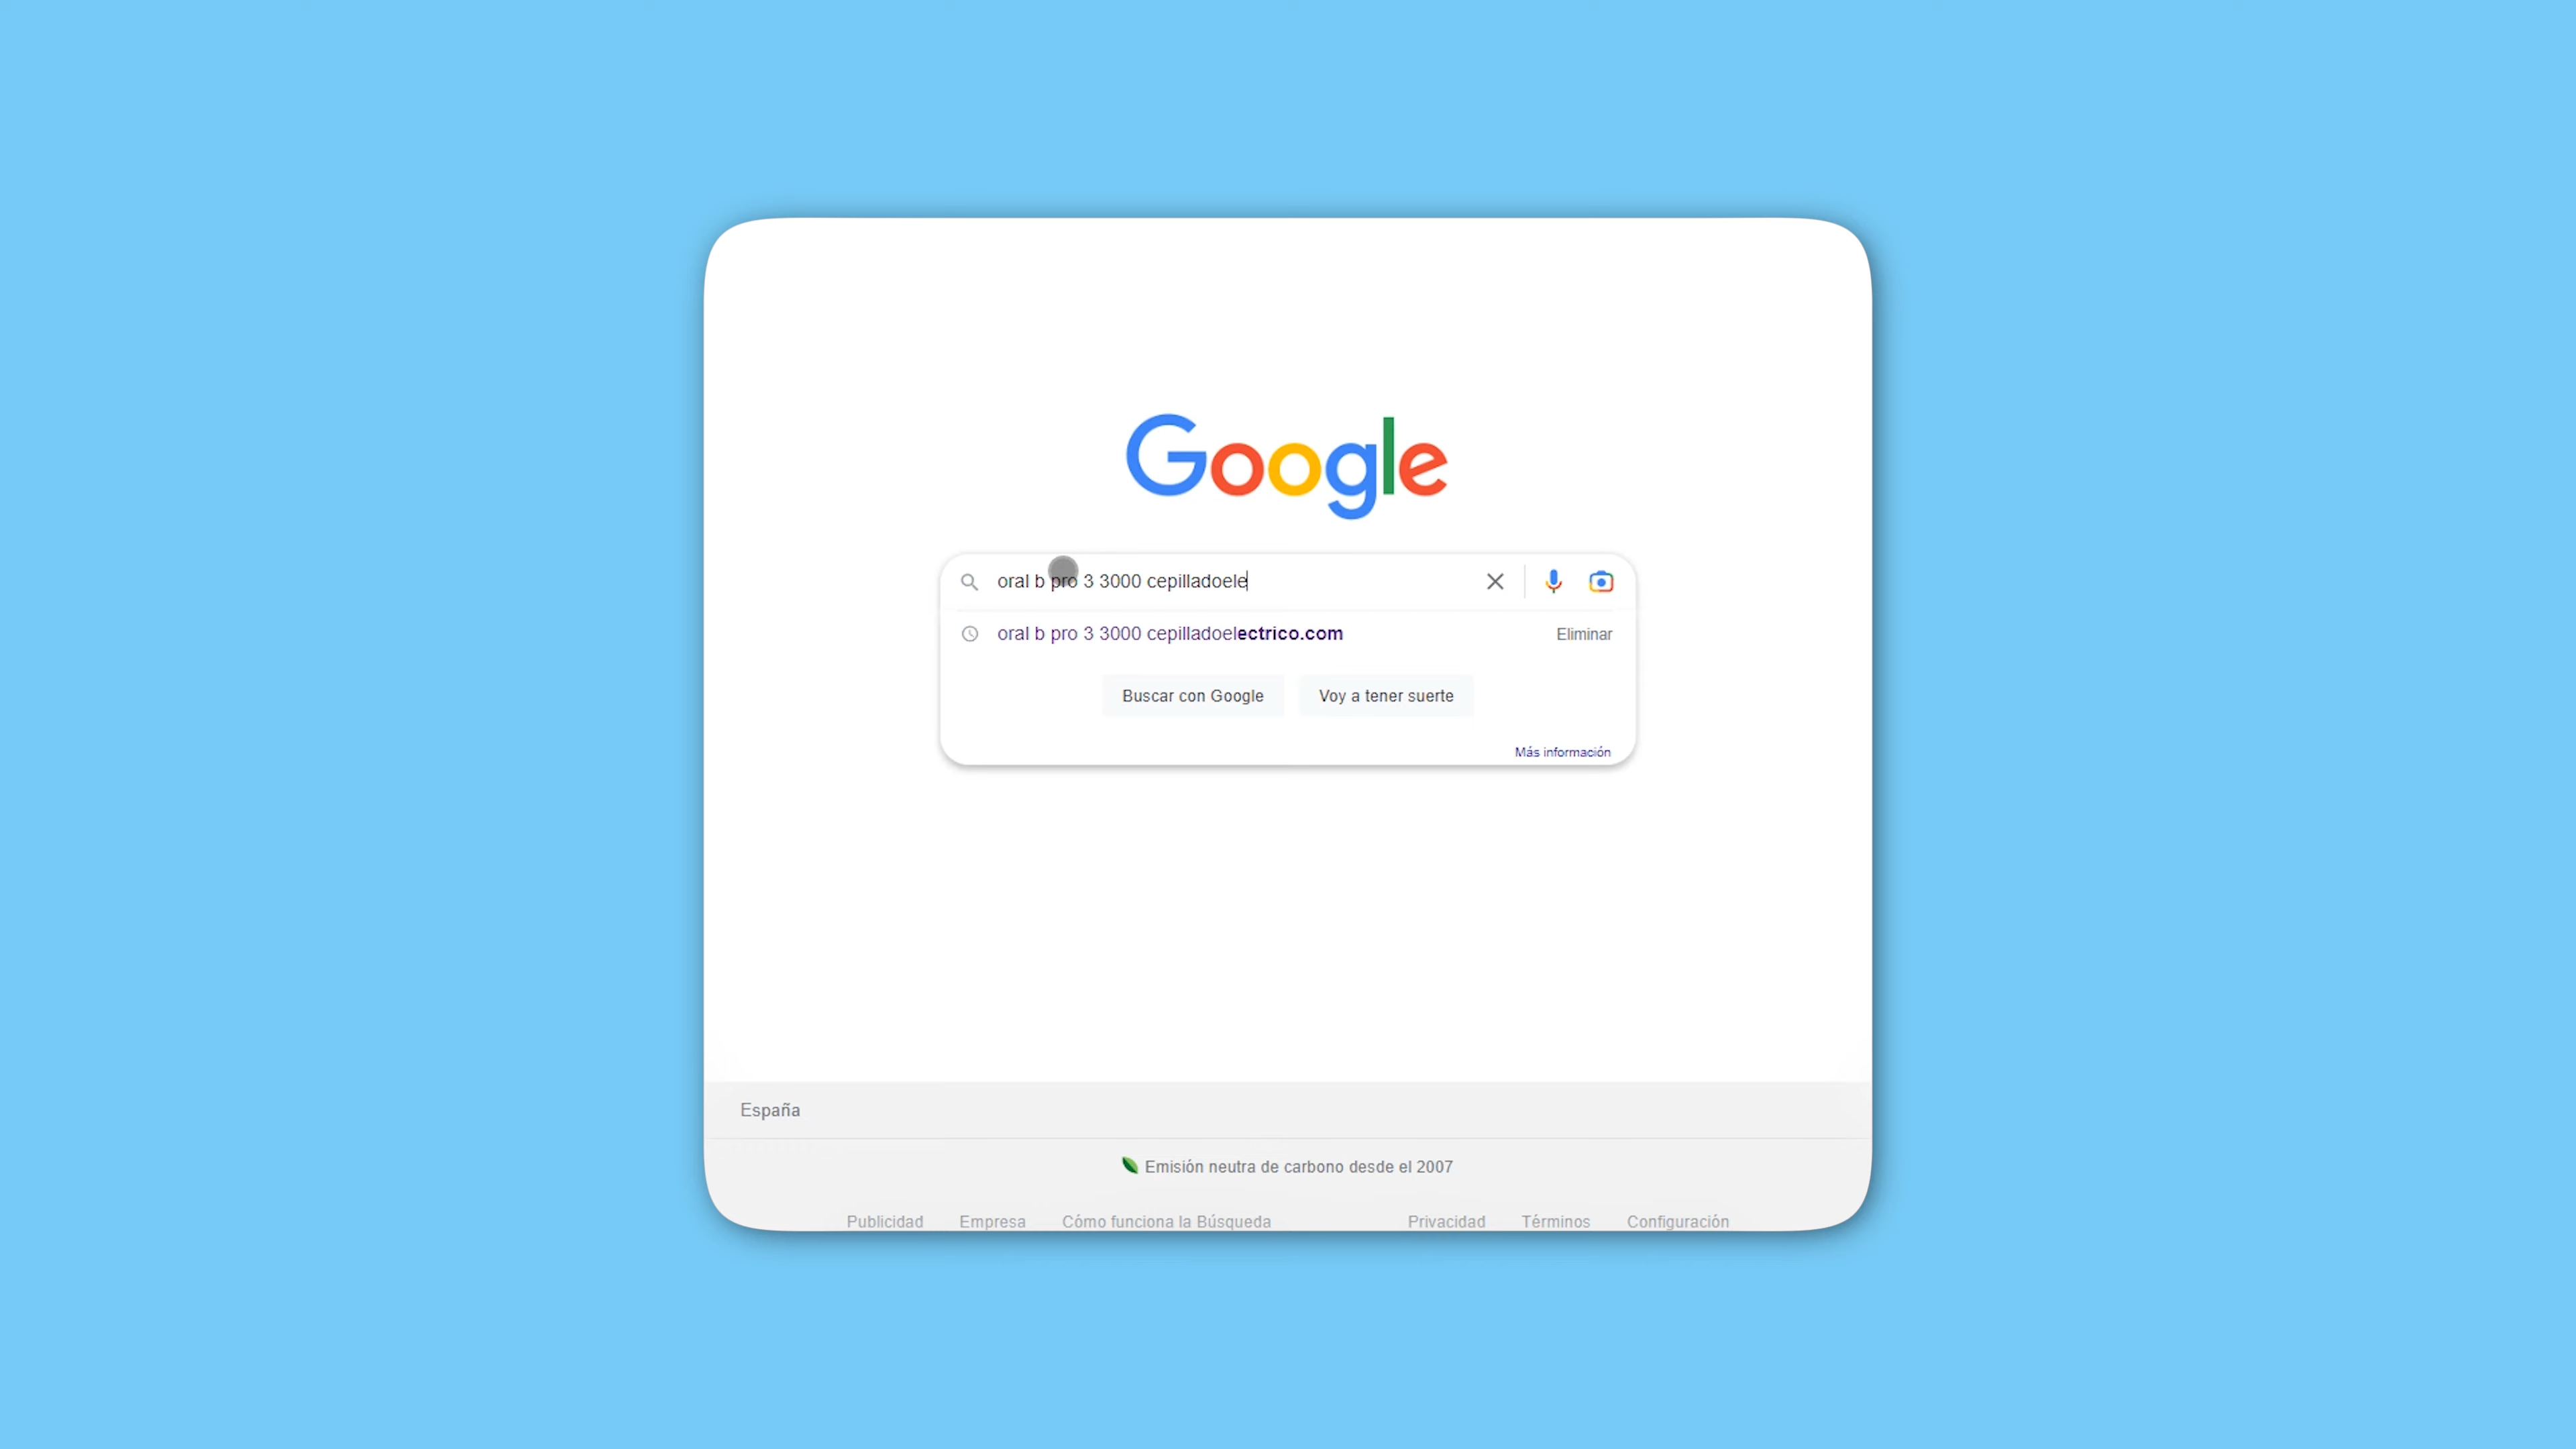 Google
oral b pro 3 3000 cepilladoele
oral b pro 3 3000 cepilladoelectrico.com
Eliminar
Buscar con Google
Voy a tener suerte
Más información
España
Emisión neutra de carbono desde el 2007
Publicidad
Empresa
Cómo funciona la Búsqueda
Privacidad
Términos
Configuración